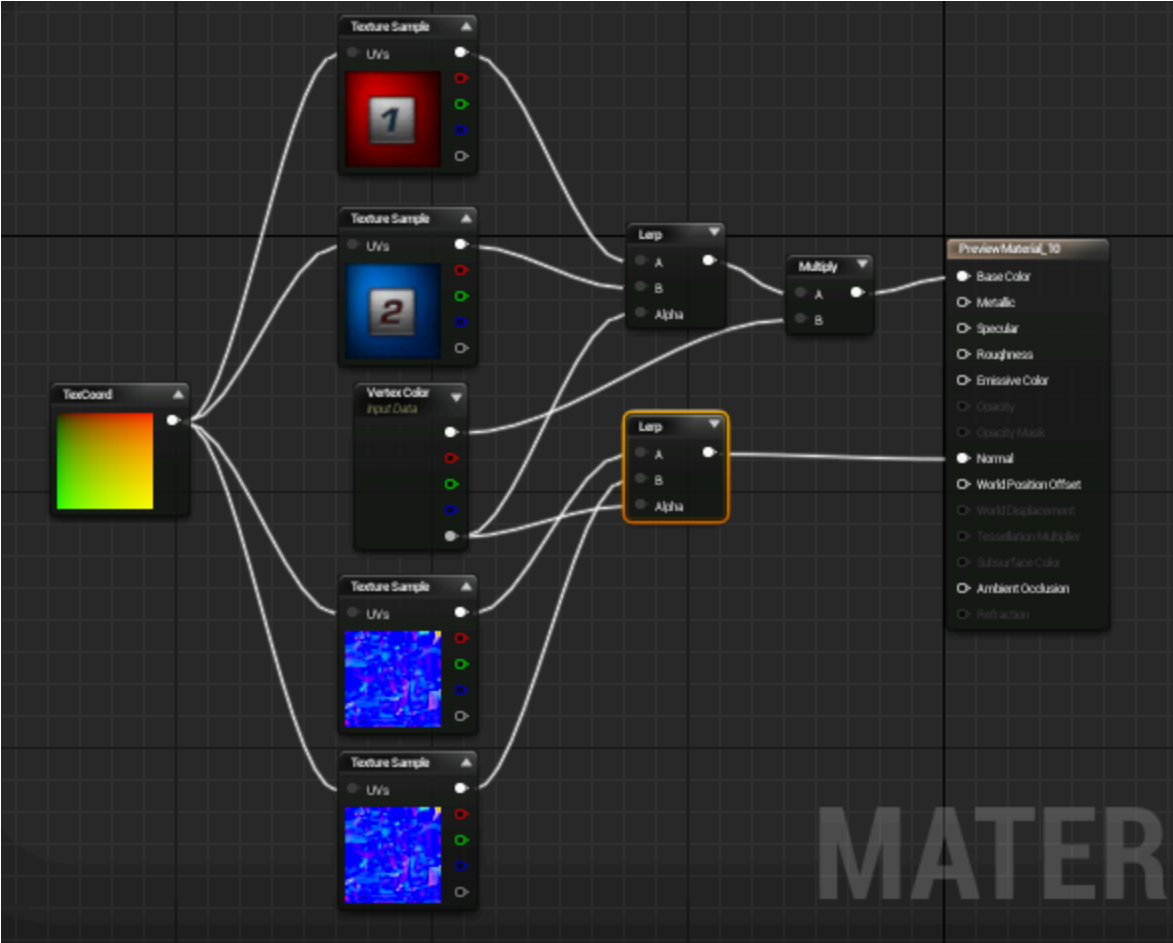 Texture Sample
UVs
1
Texture Sample
UVs
2
TexCoord
Vertex Color
Input Data
Texture Sample
UVs
Texture Sample
UVs
Lerp
A
B
Alpha
Lerp
A
B
Alpha
Multiply
A
B
PreviewMaterial_10
Base Color
Metallic
Specular
Roughness
Emissive Color
Opacity
Opacity Mask
Normal
World Position Offset
World Displacement
Tessellation Multiplier
Subsurface Color
Ambient Occlusion
Refraction
MATER